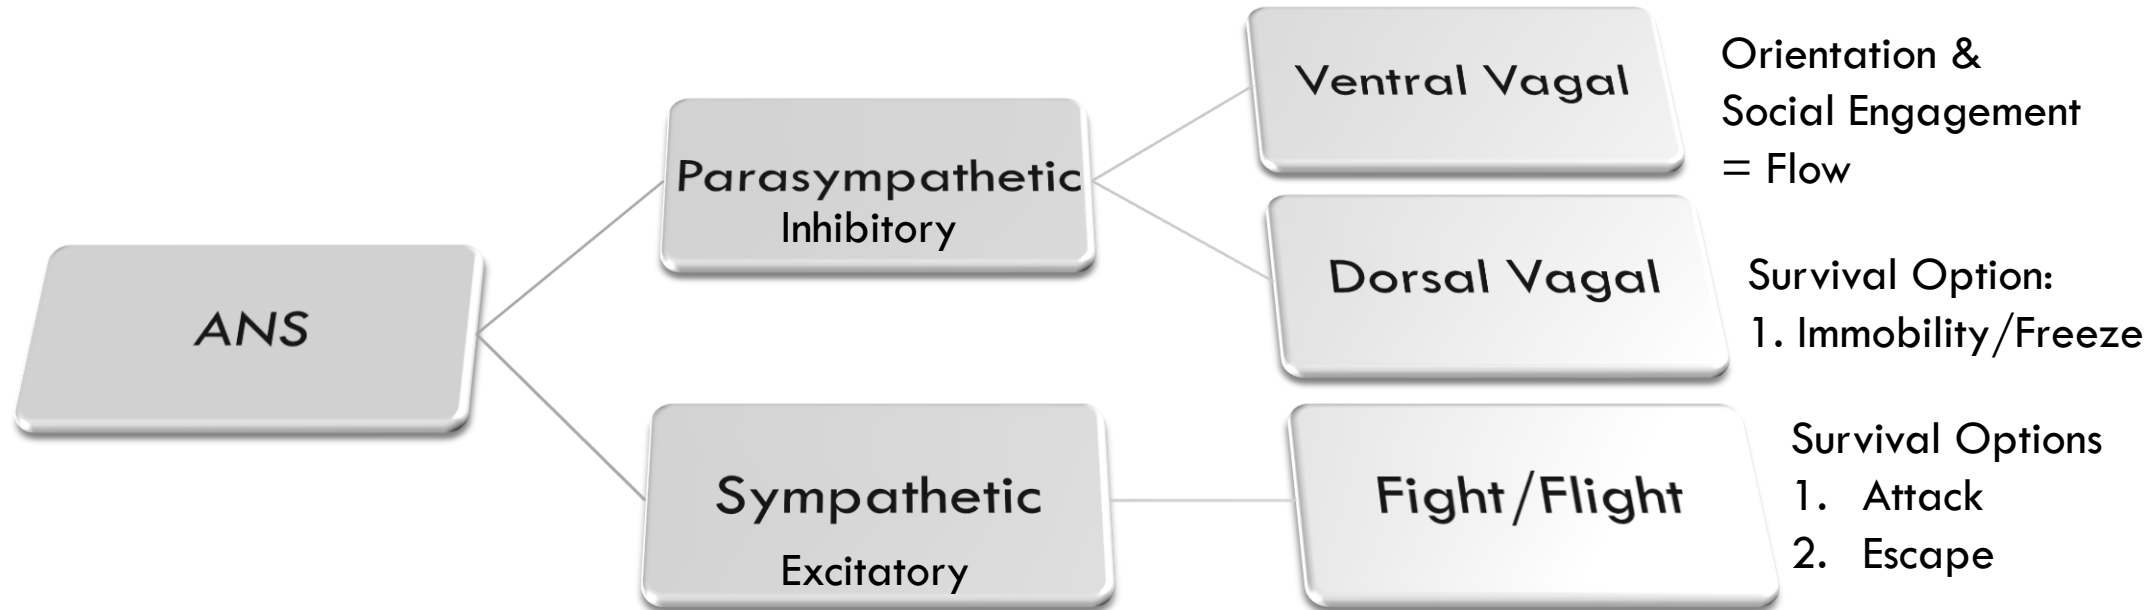 ANS
Parasympathetic
Inhibitory
Sympathetic
Excitatory
Ventral Vagal
Orientation &
Social Engagement
= Flow
Dorsal Vagal
Survival Option:
1. Immobility/Freeze
Fight/Flight
Survival Options
1. Attack
2. Escape